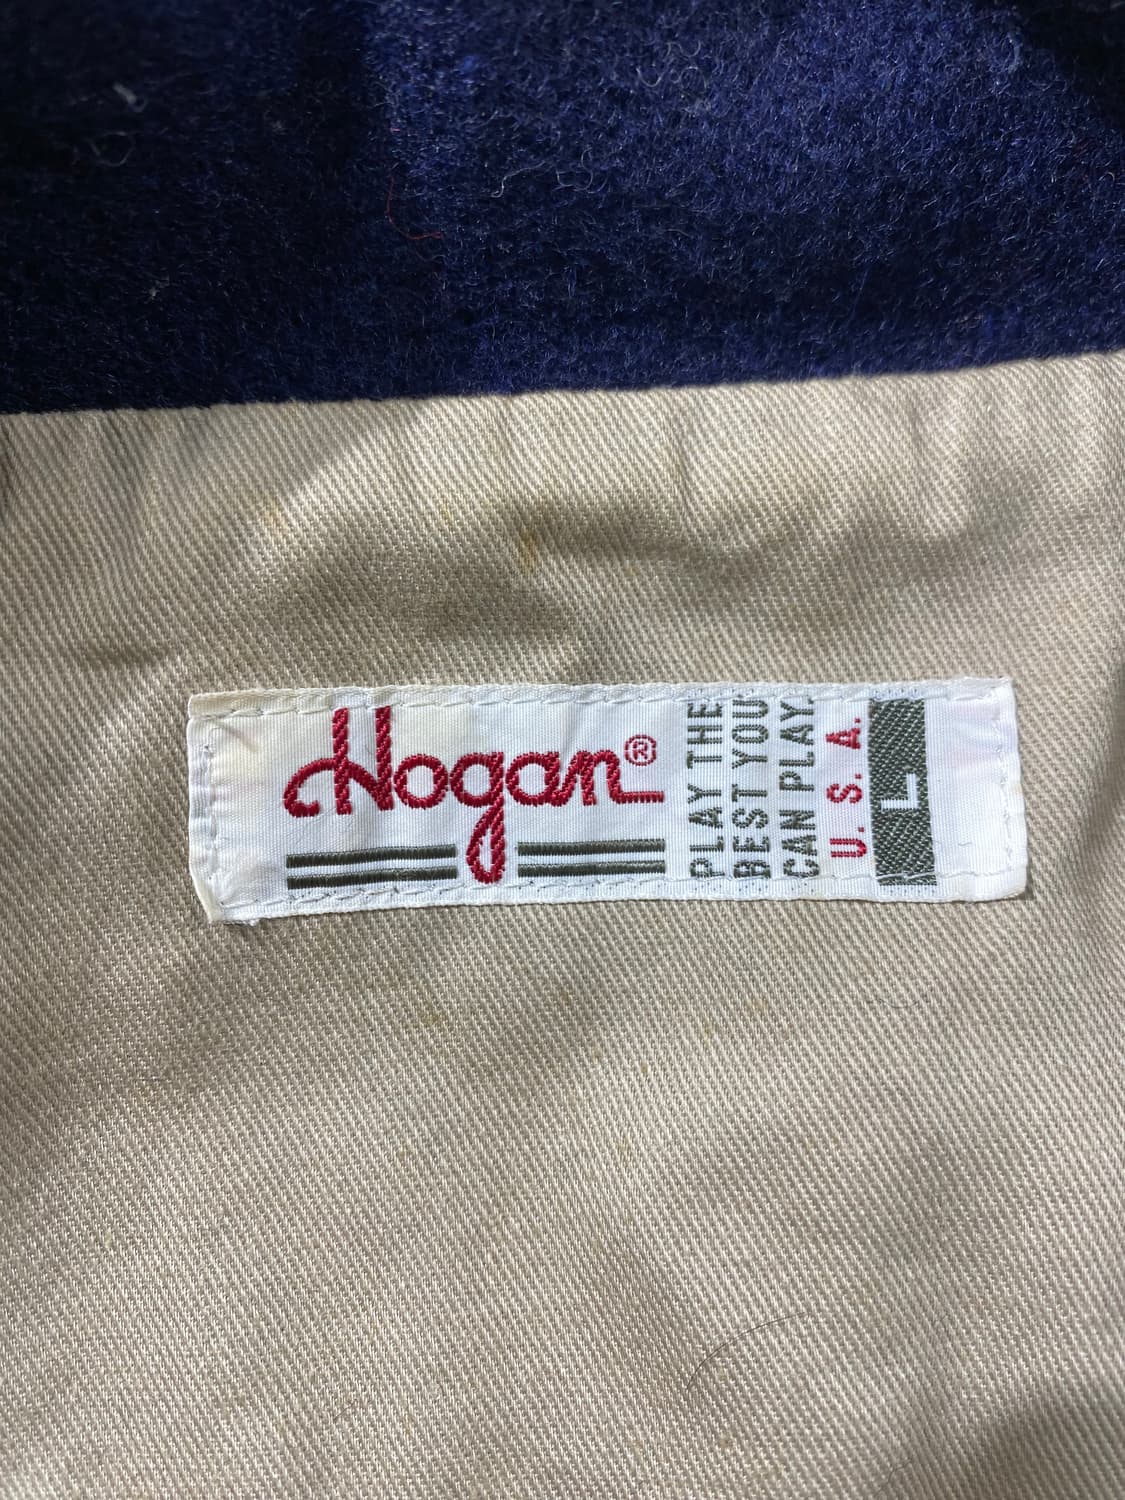 Hogan®
PLAY THE
BEST YOU
CAN PLAY.
U. S. A.
L